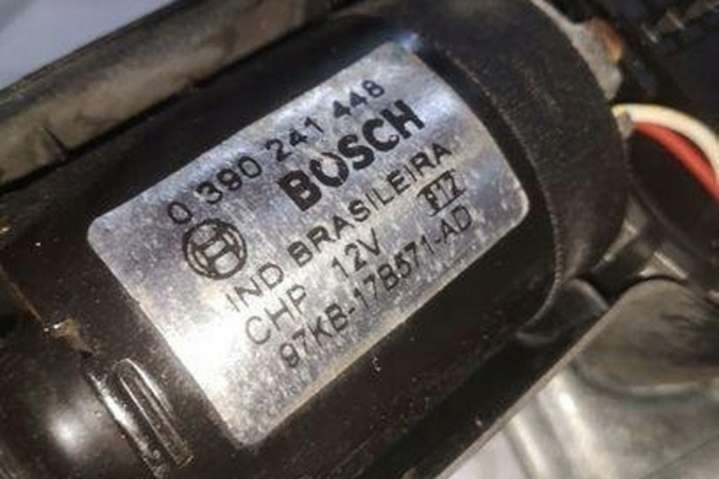 0 390 241 448
BOSCH
IND BRASILEIRA
CHP 12V
97KB-17B571-AD